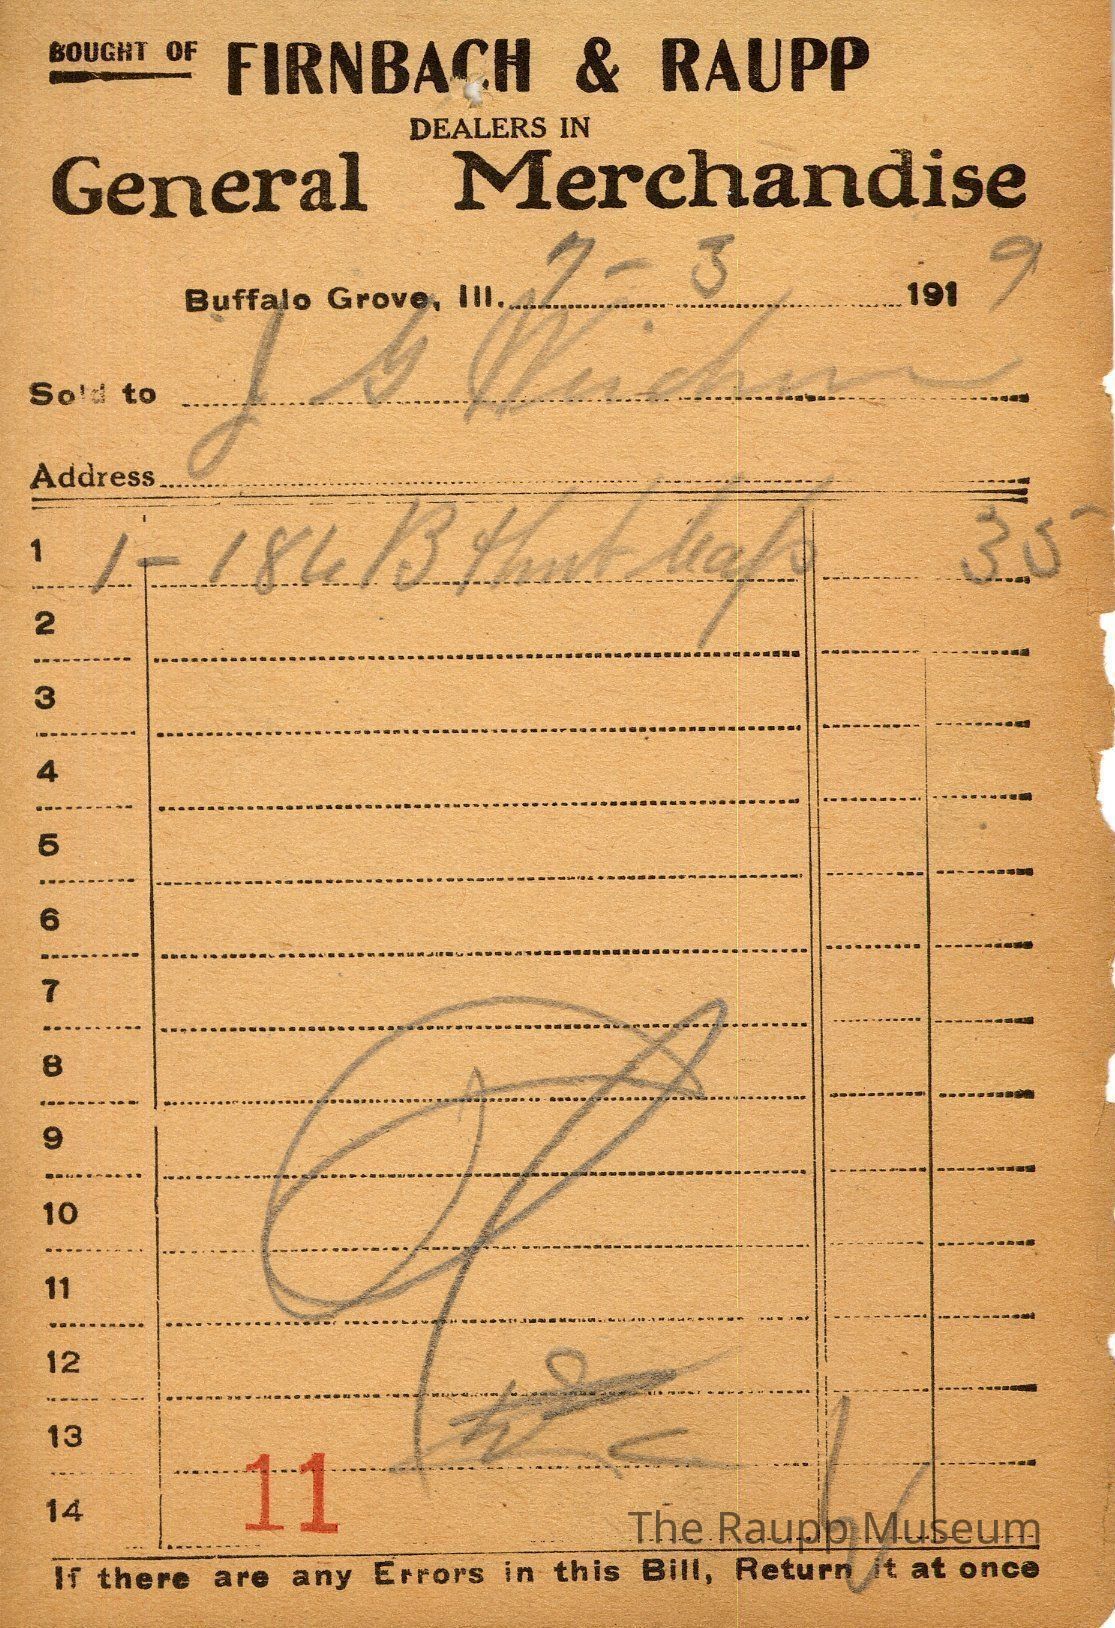 BOUGHT OF FIRNBACH & RAUPP
DEALERS IN
General Merchandise
Buffalo Grove, Ill. 7-3 1919
Sold to J G
Address
1 1 - 35
2
3
4
5
6
7
8
9
10
11
12
13
11
14
The Raupp Museum
If there are any Errors in this Bill, Return it at once